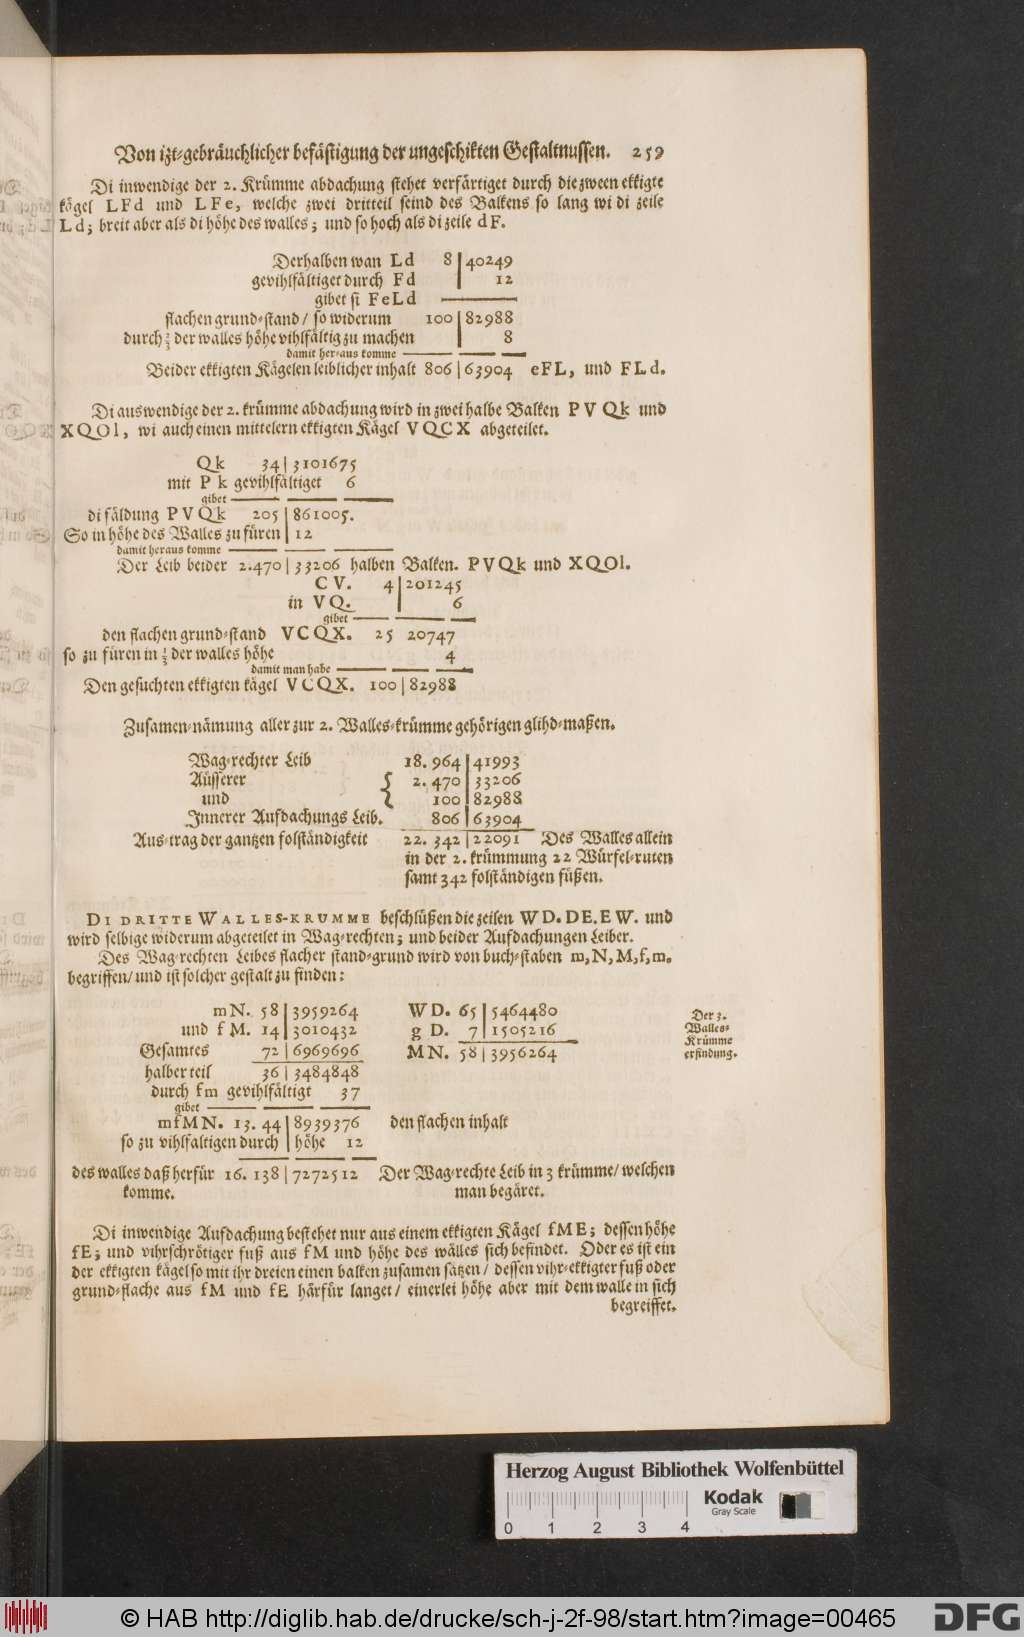 Von izt-gebräuchlicher befästigung der ungeschikten Gestaltnussen. 259
Di inwendige der 2. Krümme abdachung stehet verfärtiget durch die zween ekkigte
kägel LFd und LFe, welche zwei dritteil seind des Balkens so lang wi di zeile
Ld; breit aber als di höhe des walles; und so hoch als di zeile dF.
Derhalben wan Ld 8|40249
gevihlfältiget durch Fd | 12
gibet si FeLd
flachen grund-stand / so widerum 100|82988
durch ⅔ der walles höhe vihlfältig zu machen | 8
damit her-aus komme
Beider ekkigten Kägelen leiblicher inhalt 806|63904 eFL, und FLd.
Di auswendige der 2. krümme abdachung wird in zwei halbe Balken PVQk und
XQOl, wi auch einen mittelern ekkigten Kägel VQCX abgeteilet.
Qk 34|3101675
mit Pk gevihlfältiget 6
gibet
di fäldung PVQk 205|861005.
So in höhe des Walles zu füren|12
damit heraus komme
Der Leib beider 2.470|33206 halben Balken. PVQk und XQOl.
CV. 4|201245
in VQ. | 6
gibet
den flachen grund-stand VCQX. 25 20747
so zu füren in ⅓ der walles höhe 4
damit man habe
Den gesuchten ekkigten kägel VCQX. 100|82988
Zusamen-nämung aller zur 2. Walles-krümme gehörigen glihd-maßen.
Wag-rechter Leib 18. 964|41993
Äüsserer { 2. 470|33206
und { 100|82988
Innerer Aufdachungs Leib. 806|63904
Aus-trag der gantzen folständigkeit 22. 342|22091 Des Walles allein
in der 2. krümmung 22 Würfel-ruten
samt 342 folständigen füßen.
DI DRITTE WALLES-KRUMME beschlüßen die zeilen WD. DE. EW. und
wird selbige widerum abgeteilet in Wag-rechten; und beider Aufdachungen Leiber.
Des Wag-rechten Leibes flacher stand-grund wird von buch-staben m, N, M, f, m.
begriffen/ und ist solcher gestalt zu finden:
mN. 58|3959264 WD. 65|5464480
und fM. 14|3010432 gD. 7|1505216
Gesamtes 72|6969696 MN. 58|3956264
Der 3.
Walles-
Krümme
erfindung.
halber teil 36|3484848
durch fm gevihlfältigt 37
gibet
mfMN. 13. 44|8939376 den flachen inhalt
so zu vihlfaltigen durch|höhe 12
des walles daß herfür 16. 138|7272512 Der Wag-rechte Leib in 3 krümme/ welchen
komme. man begäret.
Di inwendige Aufdachung bestehet nur aus einem ekkigten Kägel fME; dessen höhe
fE; und vihrschrötiger fuß aus fM und höhe des wälles sich befindet. Oder es ist ein
der ekkigten kägel so mit ihr dreien einen balken zusamen sätzen / dessen vihr-ekkigter fuß oder
grund-flache aus fM und fE härfür langet / einerlei höhe aber mit dem walle in sich
begreiffet.
Herzog August Bibliothek Wolfenbüttel
Kodak
Gray Scale
0 1 2 3 4
© HAB http://diglib.hab.de/drucke/sch-j-2f-98/start.htm?image=00465
DFG